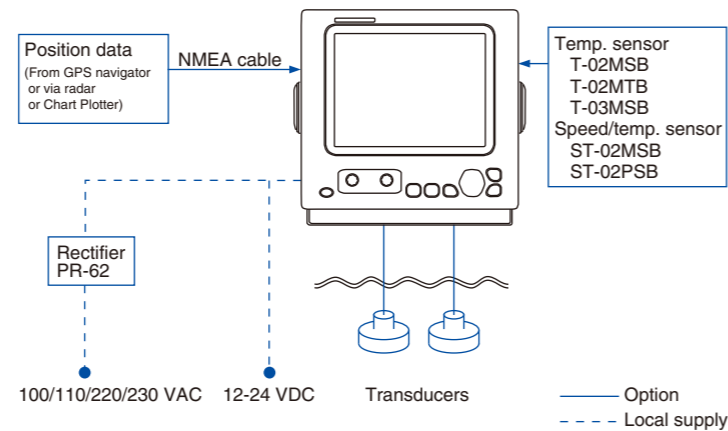 Position data
(From GPS navigator
or via radar
or Chart Plotter)
NMEA cable
Temp. sensor
T-02MSB
T-02MTB
T-03MSB
Speed/temp. sensor
ST-02MSB
ST-02PSB
Rectifier
PR-62
100/110/220/230 VAC
12-24 VDC
Transducers
Option
Local supply